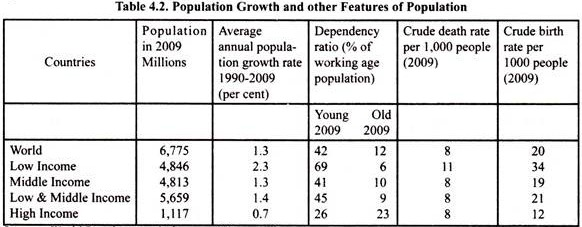 Table 4.2. Population Growth and other Features of Population
Countries
Population
in 2009
Millions
Average
annual popula-
tion growth rate
1990-2009
(per cent)
Dependency
ratio (% of
working age
population)
Crude death rate
per 1,000 people
(2009)
Crude birth
rate per
1000 people
(2009)
Young Old
2009 2009
World 6,775 1.3 42 12 8 20
Low Income 4,846 2.3 69 6 11 34
Middle Income 4,813 1.3 41 10 8 19
Low & Middle Income 5,659 1.4 45 9 8 21
High Income 1,117 0.7 26 23 8 12